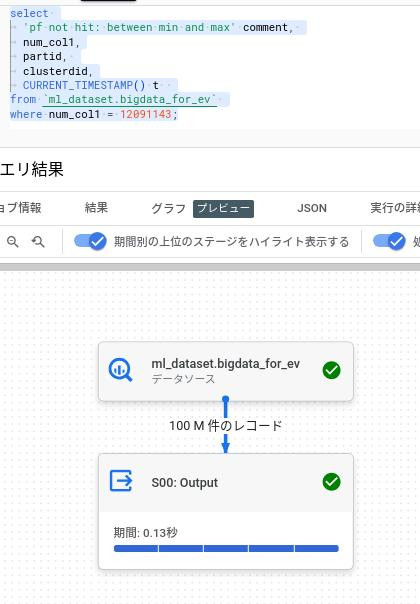 select
'pf not hit: between min and max' comment,
num_col1,
partid,
clusterdid,
CURRENT_TIMESTAMP() t
from `ml_dataset.bigdata_for_ev`
where num_col1 = 12091143;
エリ結果
ョブ情報 結果 グラフ プレビュー JSON 実行の詳細
期間別の上位のステージをハイライト表示する
ml_dataset.bigdata_for_ev
データソース
100 M 件のレコード
S00: Output
期間: 0.13秒